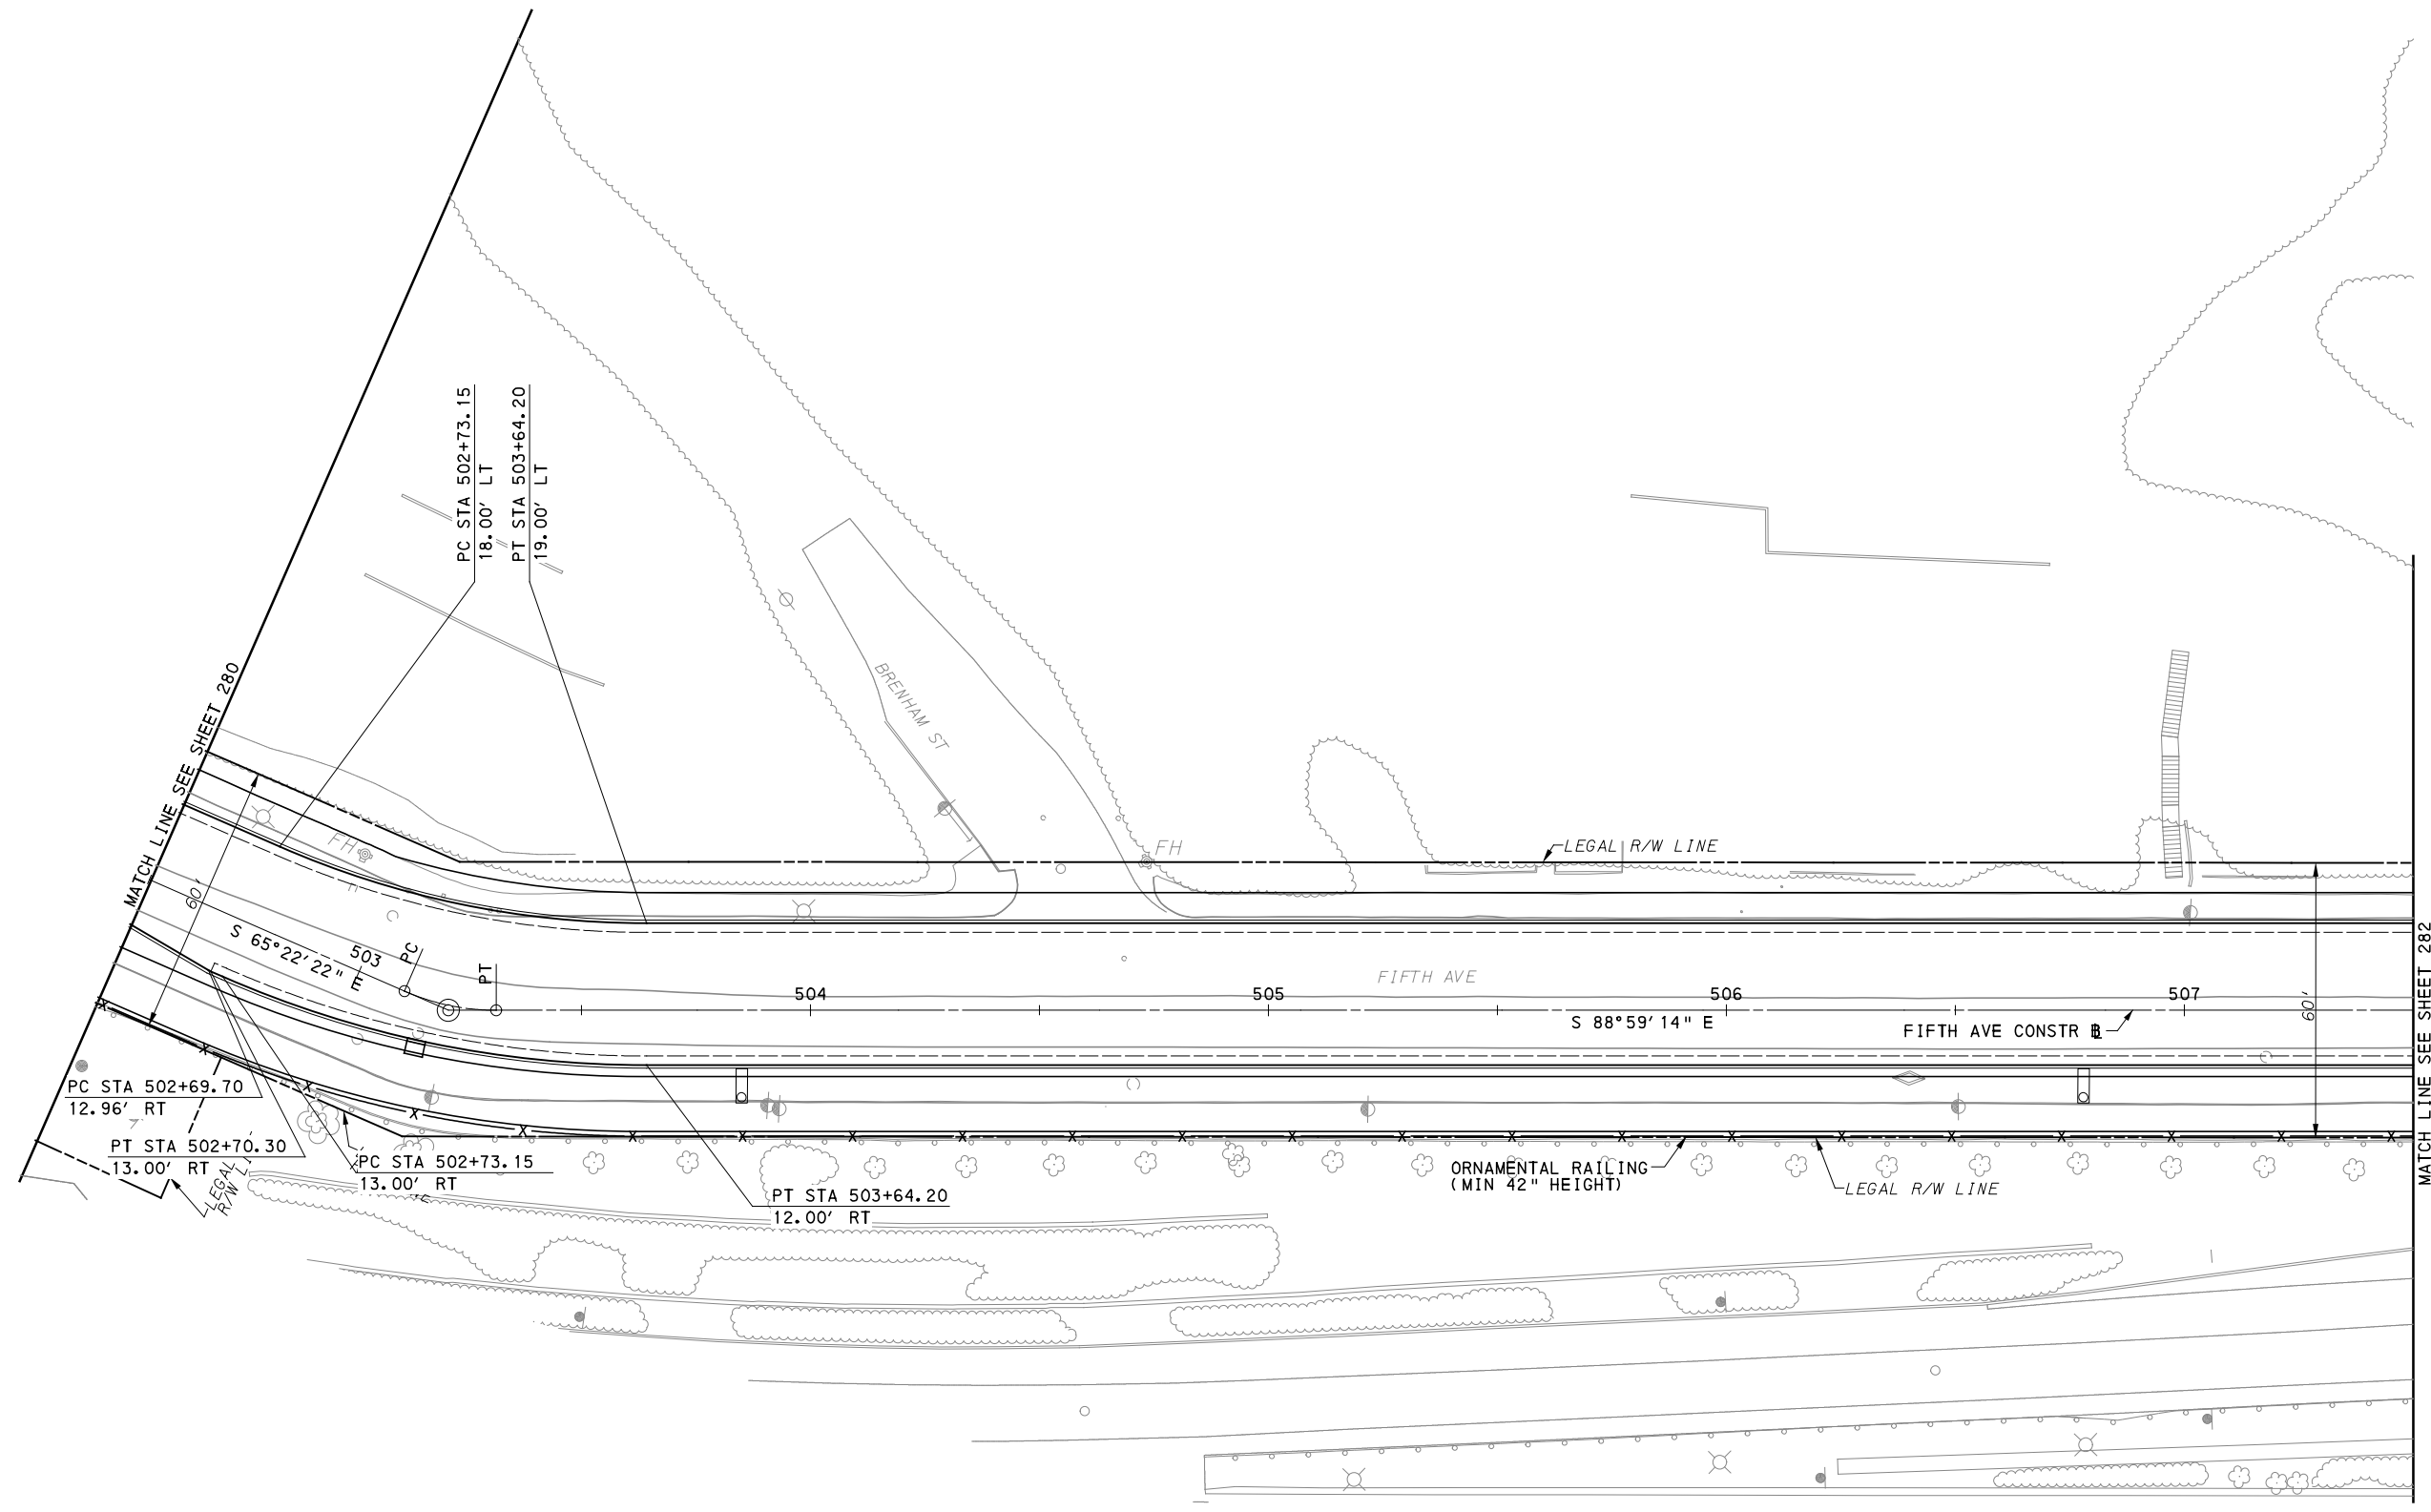 PC STA 502+73.15
18.00' LT
PT STA 503+64.20
19.00' LT
MATCH LINE SEE SHEET 280
BRENHAM ST
FH
FH
LEGAL R/W LINE
60'
S 65°22'22" E
503
PC
PT
504
505
506
507
FIFTH AVE
S 88°59'14" E
FIFTH AVE CONSTR BL
60'
MATCH LINE SEE SHEET 282
PC STA 502+69.70
12.96' RT
PT STA 502+70.30
13.00' RT
PC STA 502+73.15
13.00' RT
PT STA 503+64.20
12.00' RT
LEGAL
R/W
ORNAMENTAL RAILING
(MIN 42" HEIGHT)
LEGAL R/W LINE
X X X X X X X X X X X X X X X X X X X X X X